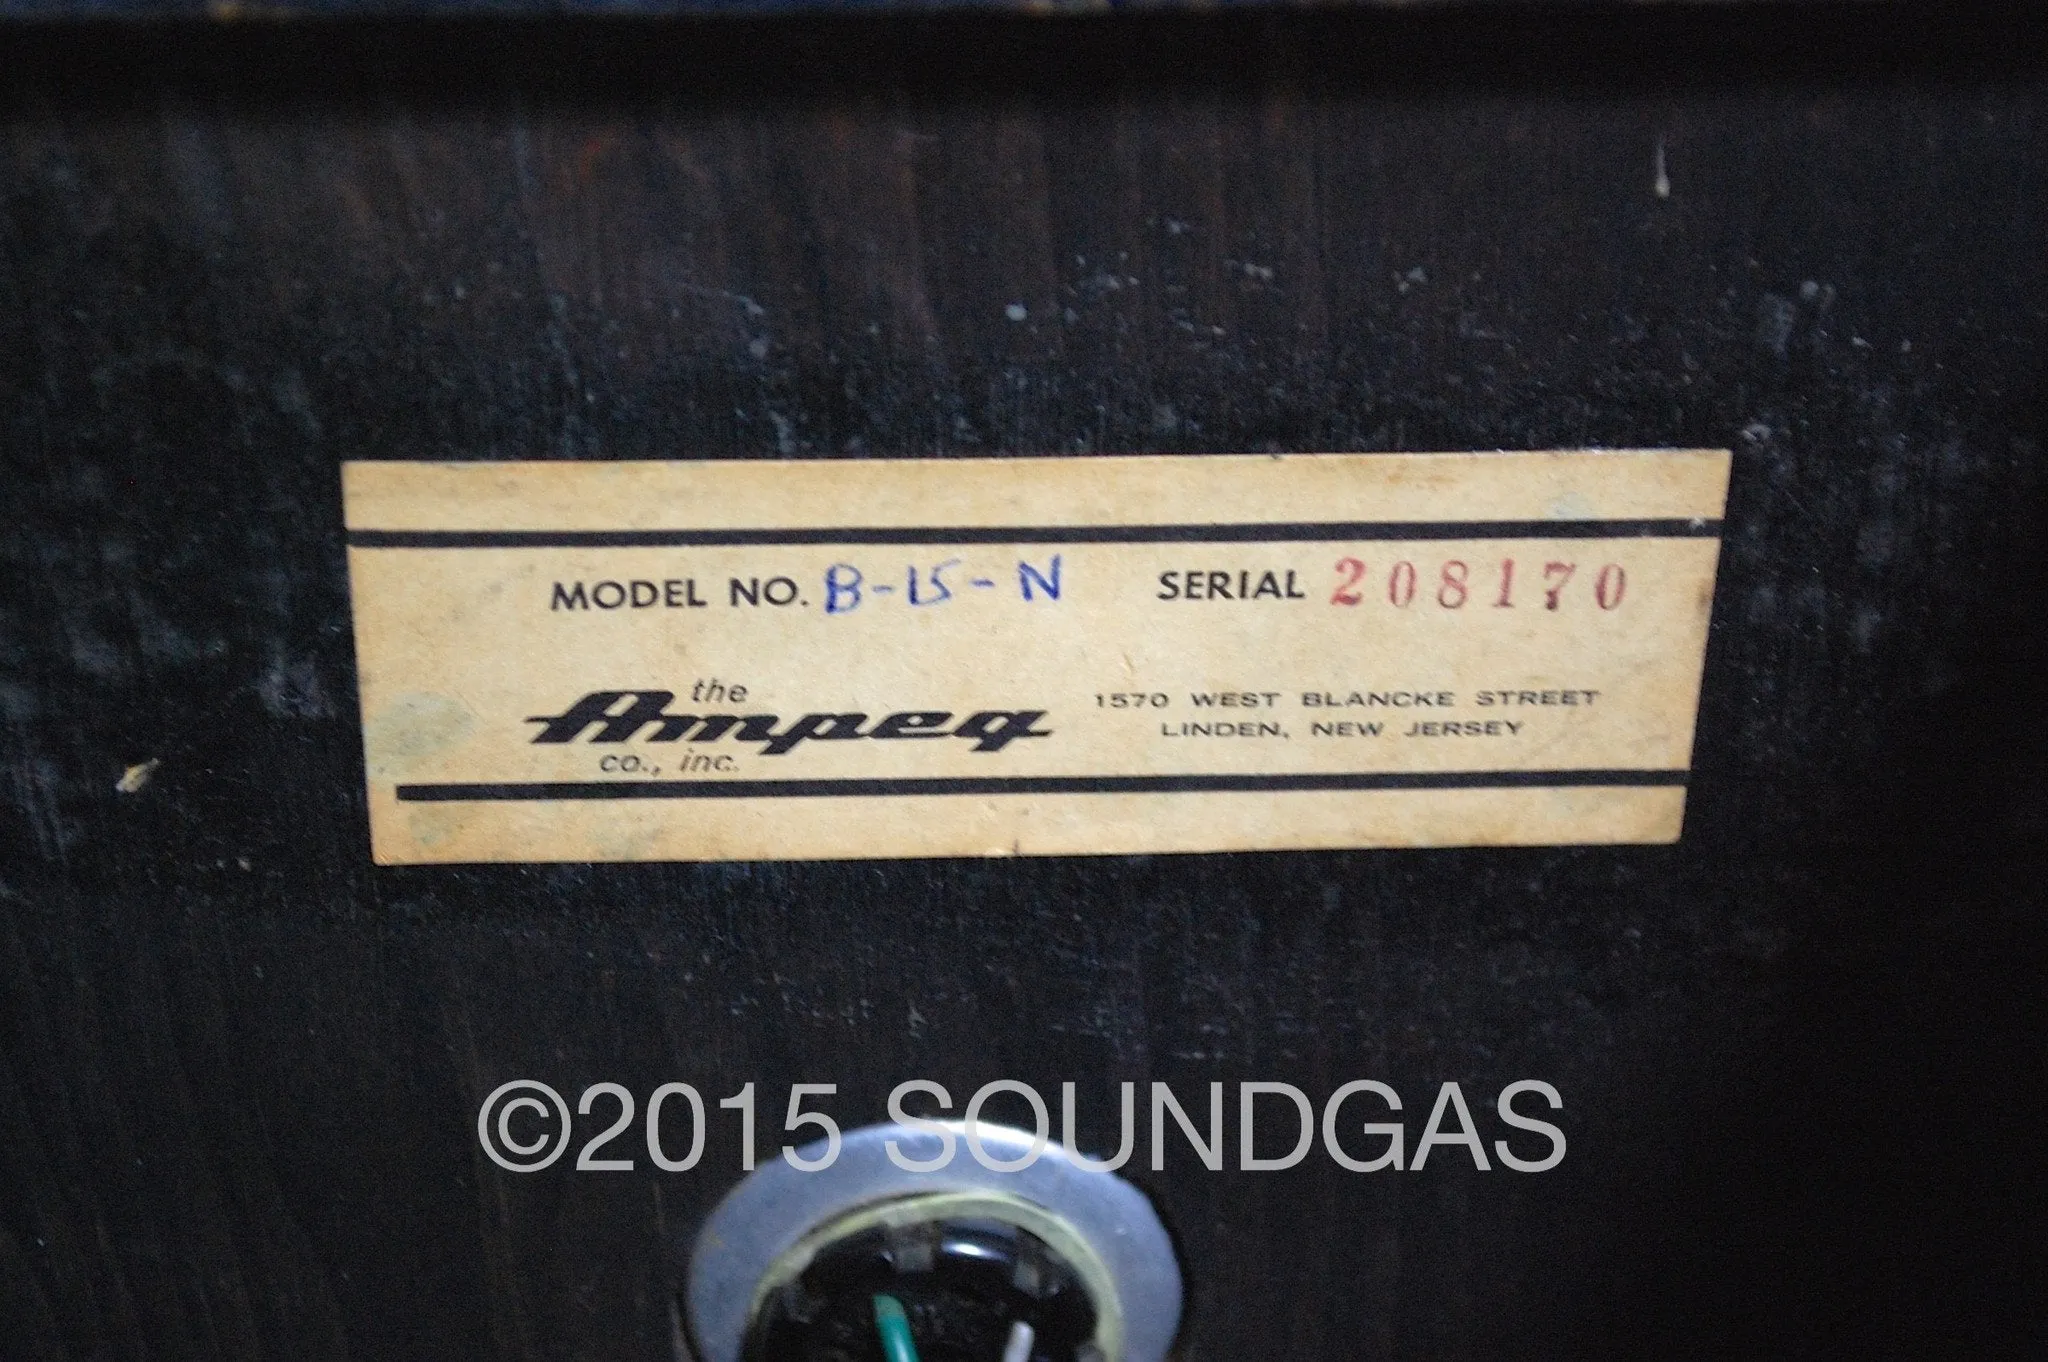 MODEL NO. B-15-N SERIAL 208170
the
Ampeg
co., inc.
1570 WEST BLANCKE STREET
LINDEN, NEW JERSEY
©2015 SOUNDGAS